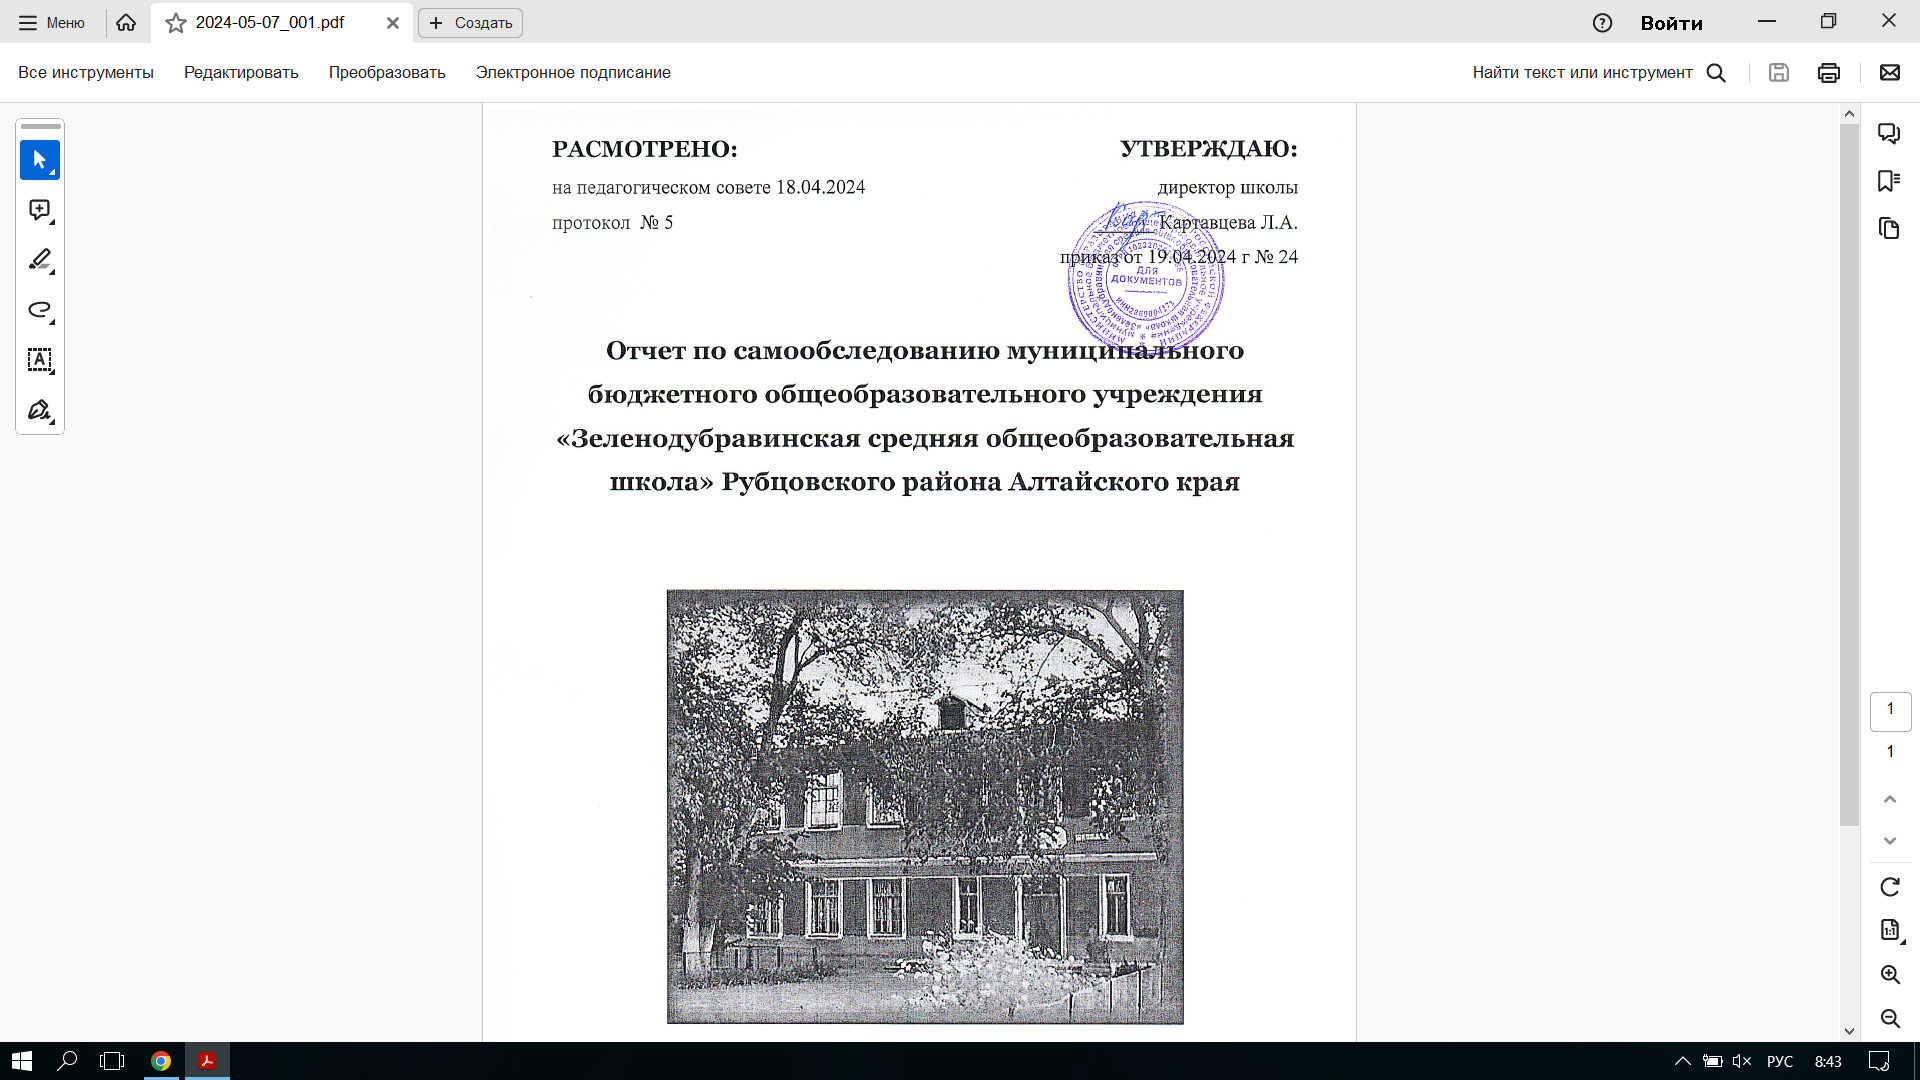 Меню
2024-05-07_001.pdf
Создать
Войти
Все инструменты
Редактировать
Преобразовать
Электронное подписание
Найти текст или инструмент
РАСМОТРЕНО:
на педагогическом совете 18.04.2024
протокол № 5
УТВЕРЖДАЮ:
директор школы
Картавцева Л.А.
приказ от 19.04.2024 г № 24
ДЛЯ
ДОКУМЕНТОВ
Отчет по самообследованию муниципального
бюджетного общеобразовательного учреждения
«Зеленодубравинская средняя общеобразовательная
школа» Рубцовского района Алтайского края
1
1
1:1
РУС
8:43